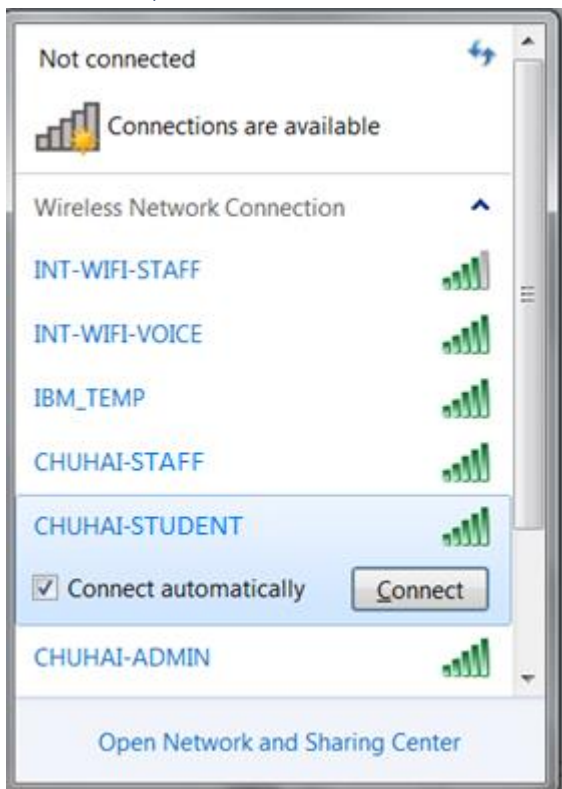 Not connected
Connections are available
Wireless Network Connection
INT-WIFI-STAFF
INT-WIFI-VOICE
IBM_TEMP
CHUHAI-STAFF
CHUHAI-STUDENT
Connect automatically Connect
CHUHAI-ADMIN
Open Network and Sharing Center